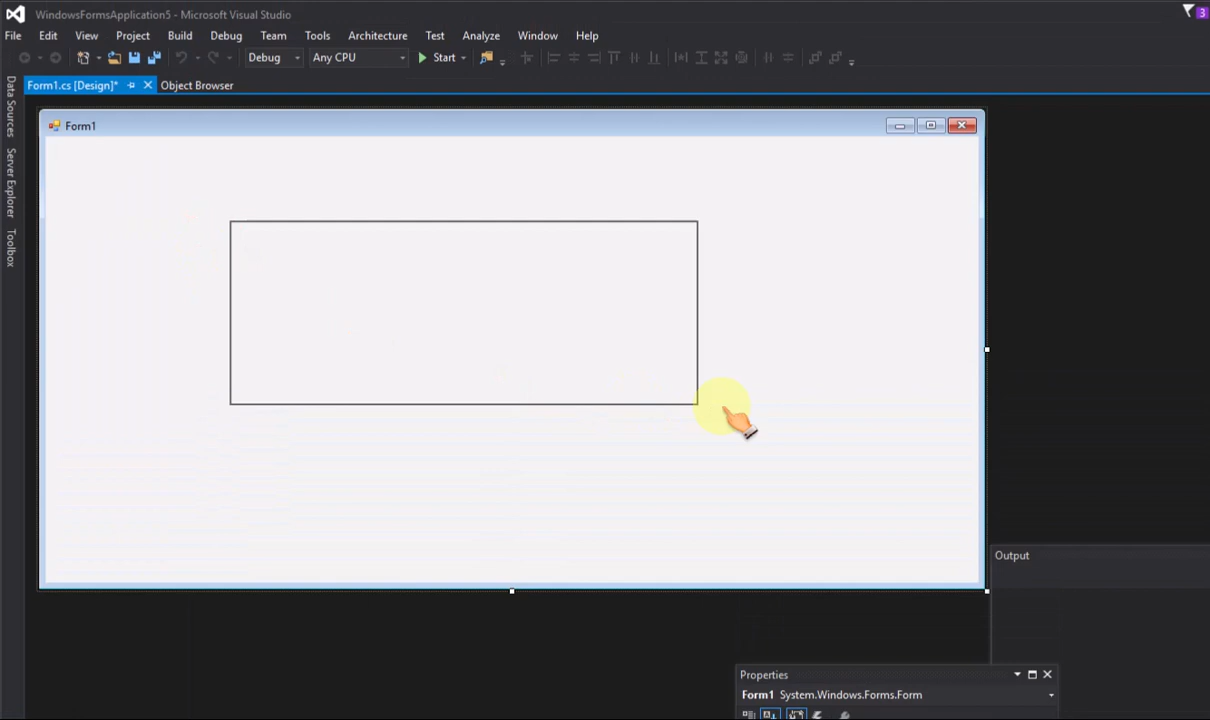 WindowsFormsApplication5 - Microsoft Visual Studio
3
File Edit View Project Build Debug Team Tools Architecture Test Analyze Window Help
Debug Any CPU Start
Form1.cs [Design]* Object Browser
Data Sources
Server Explorer
Toolbox
Form1
Output
Properties
Form1 System.Windows.Forms.Form